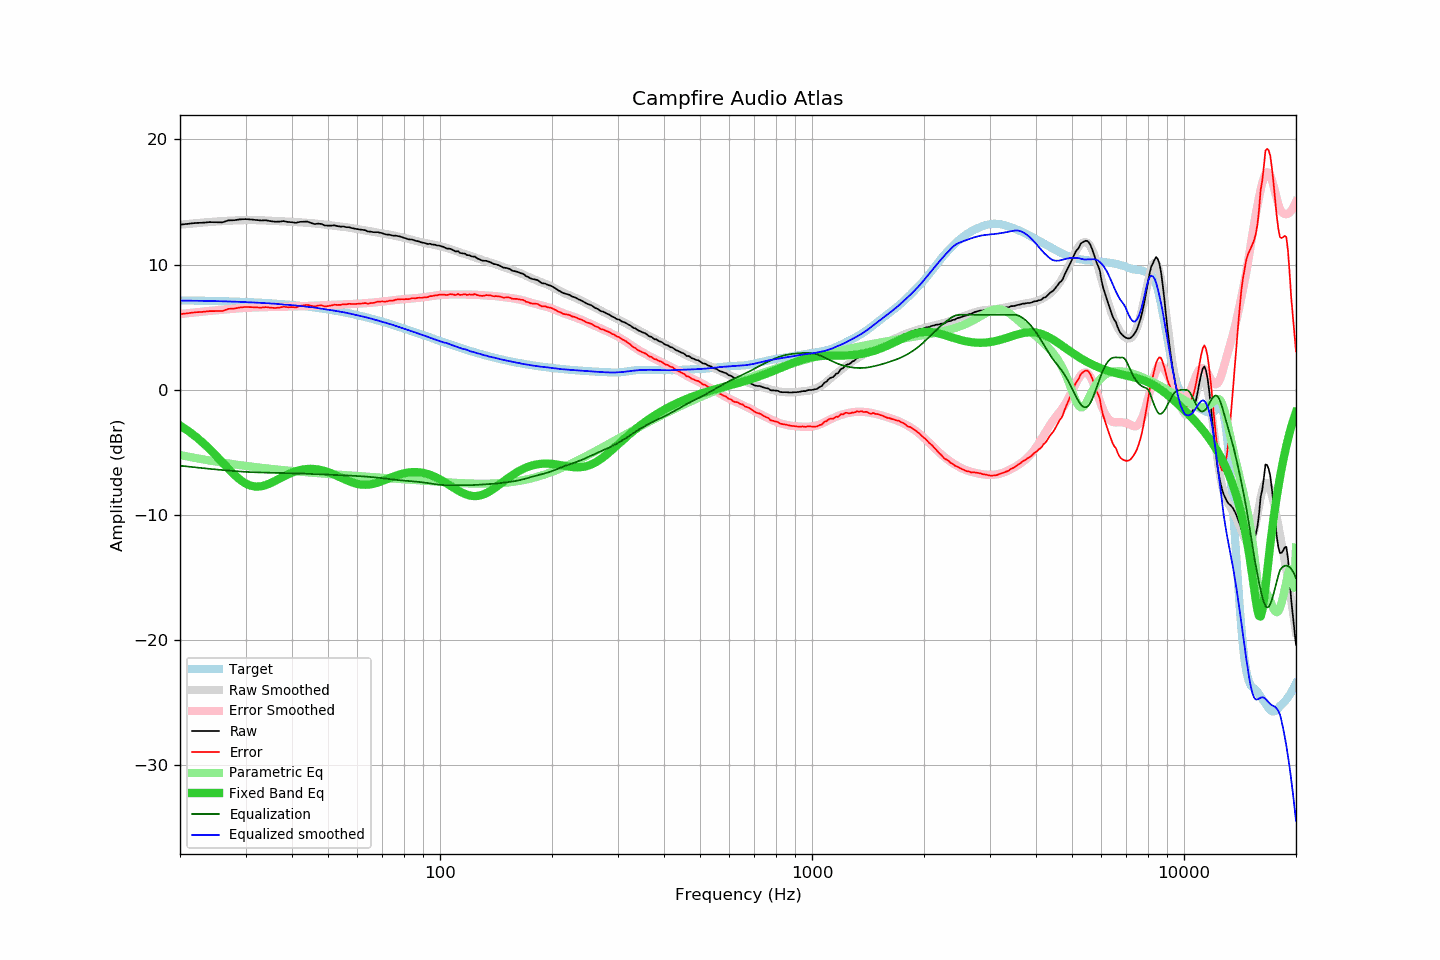 Campfire Audio Atlas
20
10
0
−10
−20
−30
Amplitude (dBr)
Target
Raw Smoothed
Error Smoothed
Raw
Error
Parametric Eq
Fixed Band Eq
Equalization
Equalized smoothed
100
1000
10000
Frequency (Hz)